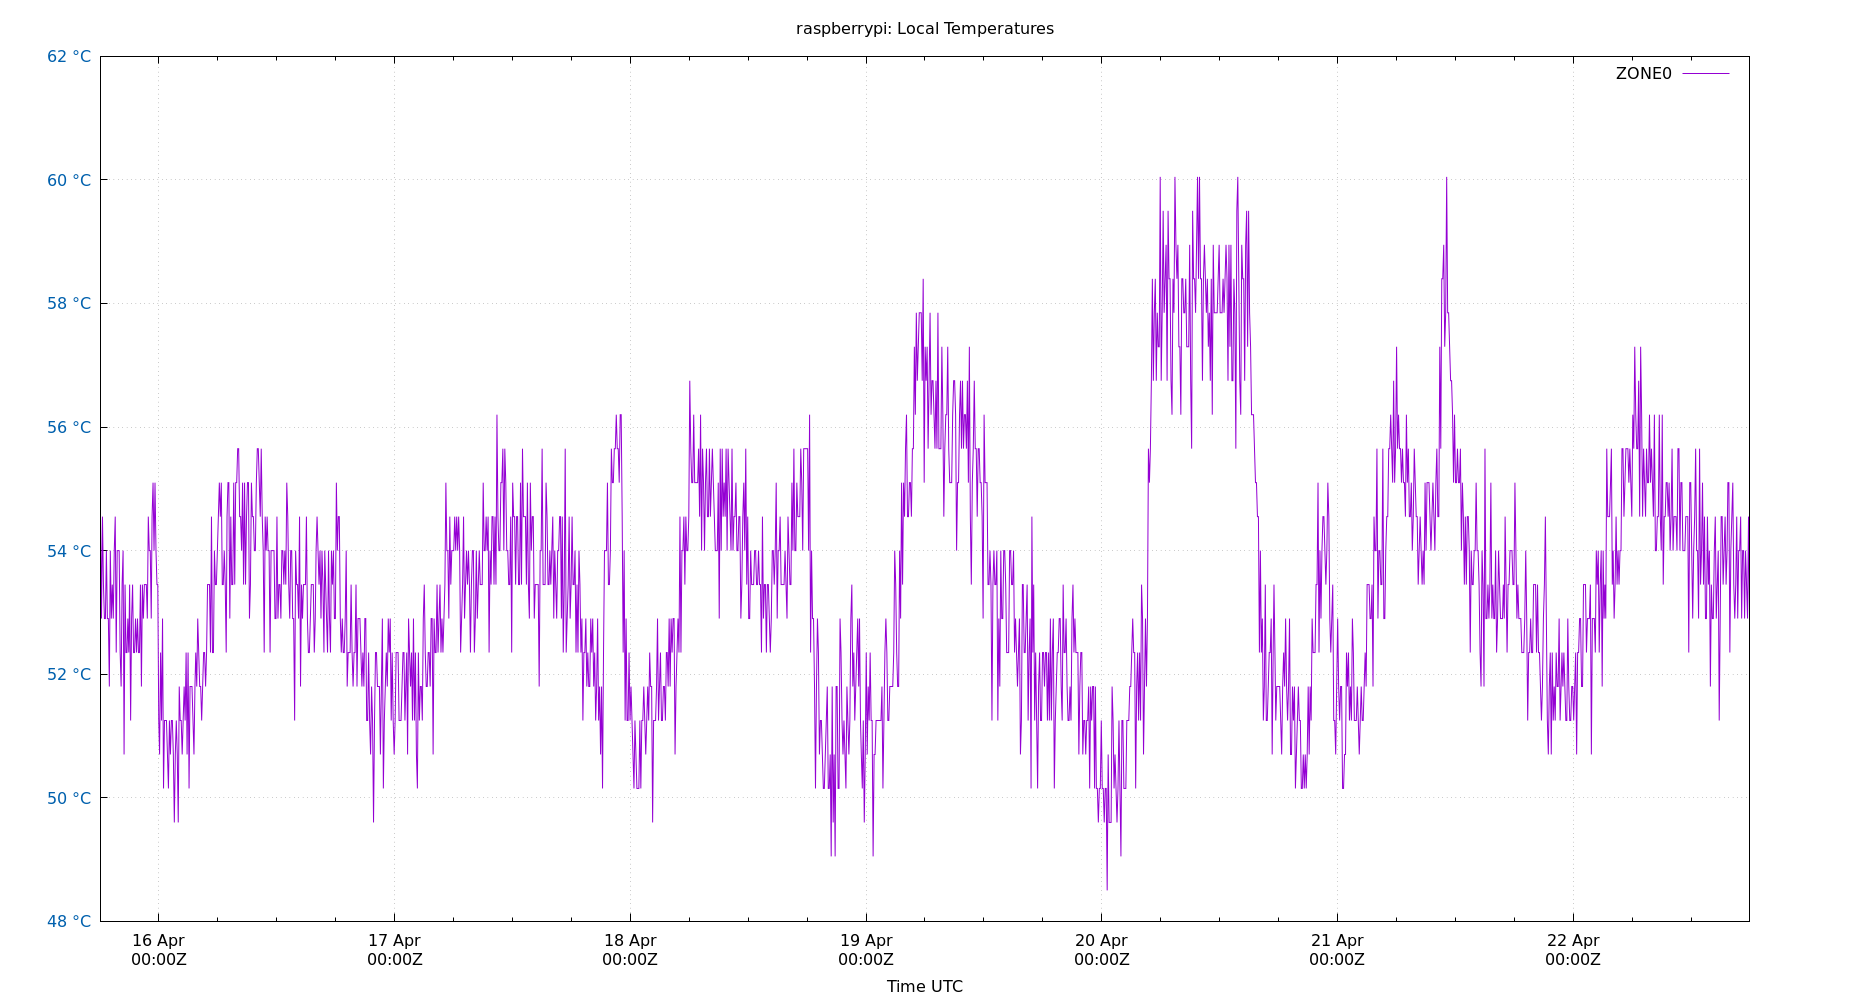 raspberrypi: Local Temperatures
62 °C
ZONE0
60 °C
58 °C
56 °C
54 °C
52 °C
50 °C
48 °C
16 Apr 17 Apr 18 Apr 19 Apr 20 Apr 21 Apr 22 Apr
00:00Z 00:00Z 00:00Z 00:00Z 00:00Z 00:00Z 00:00Z
Time UTC